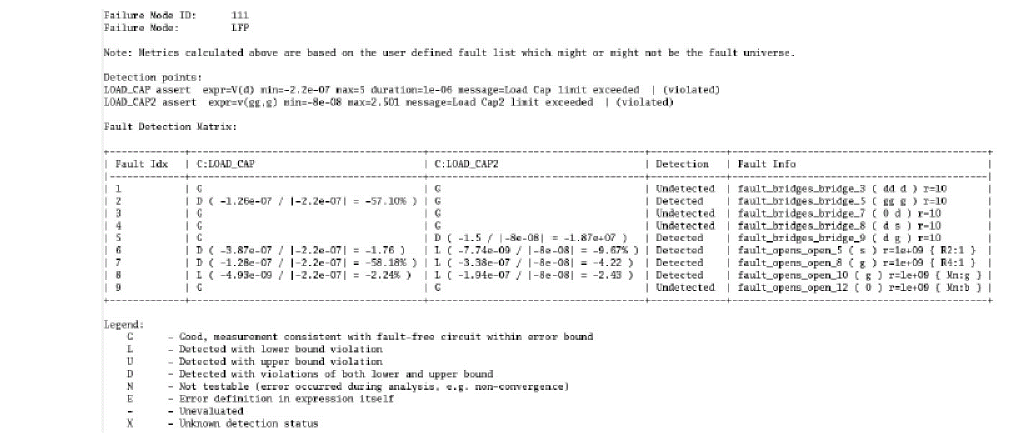 Failure Mode ID: 111
Failure Mode: LFP
Note: Metrics calculated above are based on the user defined fault list which might or might not be the fault universe.
Detection points:
LOAD_CAP assert expr=V(d) min=-2.2e-07 max=5 duration=1e-06 message=Load Cap limit exceeded | (violated)
LOAD_CAP2 assert expr=v(gg,g) min=-8e-08 max=2.501 message=Load Cap2 limit exceeded | (violated)
Fault Detection Matrix:
| Fault Idx | C:LOAD_CAP | C:LOAD_CAP2 | Detection | Fault Info |
| 1 | G | G | Undetected | fault_bridges_bridge_3 ( dd d ) r=10 |
| 2 | D ( -1.26e-07 / |-2.2e-07| = -57.10% ) | G | Detected | fault_bridges_bridge_5 ( gg g ) r=10 |
| 3 | G | G | Undetected | fault_bridges_bridge_7 ( 0 d ) r=10 |
| 4 | G | G | Undetected | fault_bridges_bridge_8 ( d s ) r=10 |
| 5 | G | D ( -1.5 / |-8e-08| = -1.87e+07 ) | Detected | fault_bridges_bridge_9 ( d g ) r=10 |
| 6 | D ( -3.87e-07 / |-2.2e-07| = -1.76 ) | L ( -7.74e-09 / |-8e-08| = -9.67% ) | Detected | fault_opens_open_5 ( s ) r=1e+09 { R2:1 } |
| 7 | D ( -1.28e-07 / |-2.2e-07| = -58.18% ) | L ( -3.38e-07 / |-8e-08| = -4.22 ) | Detected | fault_opens_open_8 ( g ) r=1e+09 { R4:1 } |
| 8 | L ( -4.93e-09 / |-2.2e-07| = -2.24% ) | L ( -1.94e-07 / |-8e-08| = -2.43 ) | Detected | fault_opens_open_10 ( g ) r=1e+09 { Mn:g } |
| 9 | G | G | Undetected | fault_opens_open_12 ( 0 ) r=1e+09 { Mn:b } |
Legend:
G - Good, measurement consistent with fault-free circuit within error bound
L - Detected with lower bound violation
U - Detected with upper bound violation
D - Detected with violations of both lower and upper bound
N - Not testable (error occurred during analysis, e.g. non-convergence)
E - Error definition in expression itself
- - Unevaluated
X - Unknown detection status